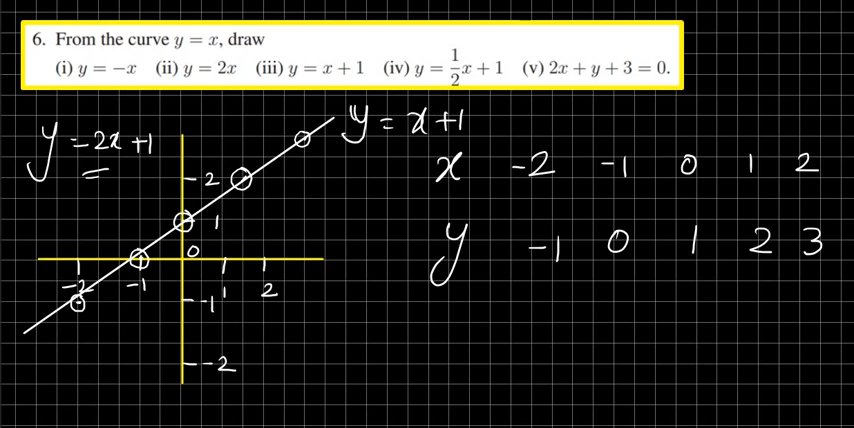 6. From the curve y = x, draw
(i) y = −x (ii) y = 2x (iii) y = x + 1 (iv) y = 1/2 x + 1 (v) 2x + y + 3 = 0.
y = x + 1
y = 2x + 1
x -2 -1 0 1 2
y -1 0 1 2 3
2
1
0
-2 -1 1 2
-1
-2